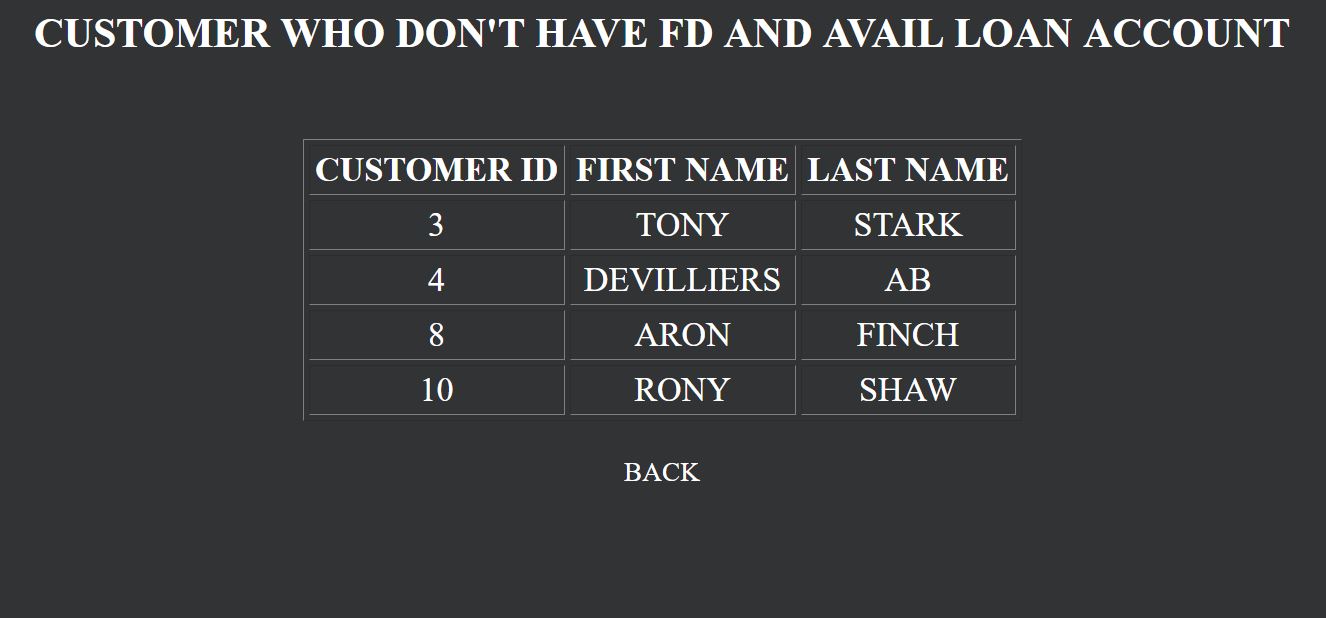 CUSTOMER WHO DON'T HAVE FD AND AVAIL LOAN ACCOUNT
CUSTOMER ID FIRST NAME LAST NAME
3 TONY STARK
4 DEVILLIERS AB
8 ARON FINCH
10 RONY SHAW
BACK